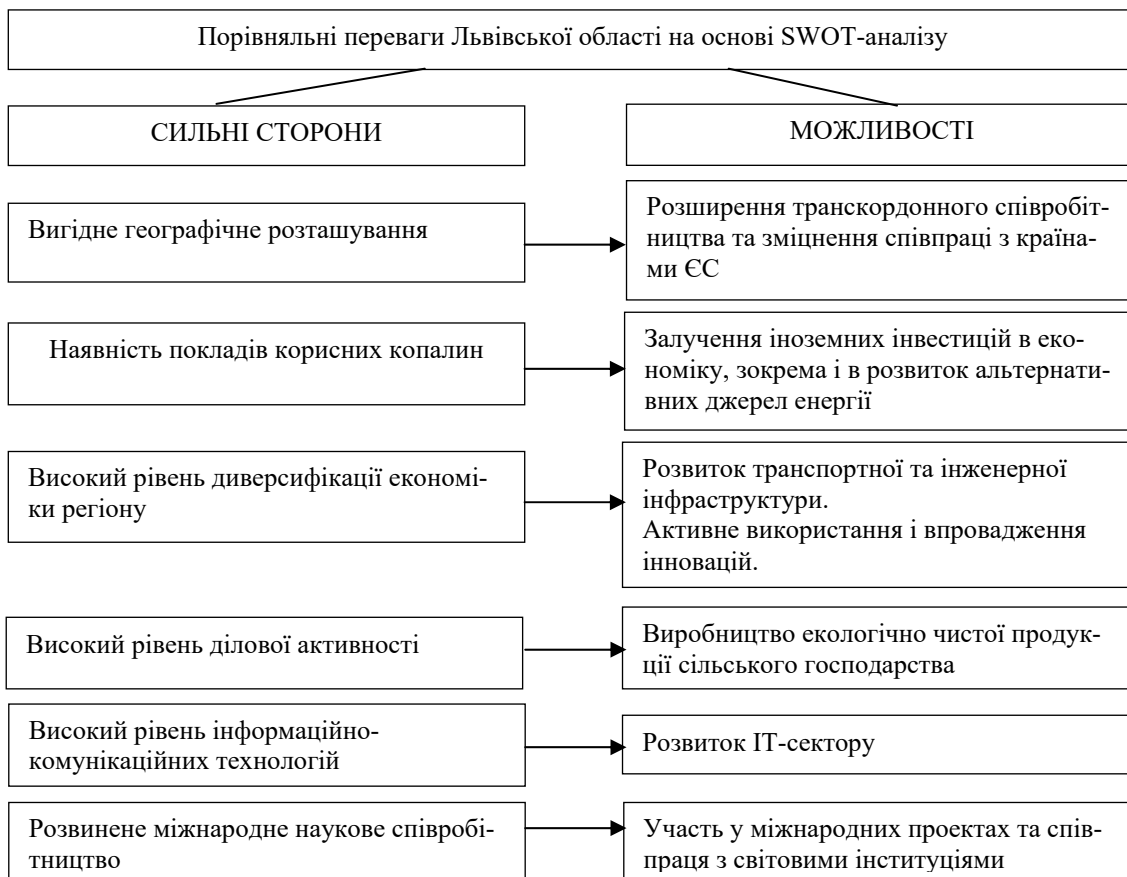 Порівняльні переваги Львівської області на основі SWOT-аналізу
СИЛЬНІ СТОРОНИ
МОЖЛИВОСТІ
Вигідне географічне розташування
Розширення транскордонного співробіт-
ництва та зміцнення співпраці з країна-
ми ЄС
Наявність покладів корисних копалин
Залучення іноземних інвестицій в еко-
номіку, зокрема і в розвиток альтернати-
вних джерел енергії
Високий рівень диверсифікації економі-
ки регіону
Розвиток транспортної та інженерної
інфраструктури.
Активне використання і впровадження
інновацій.
Високий рівень ділової активності
Виробництво екологічно чистої продук-
ції сільського господарства
Високий рівень інформаційно-
комунікаційних технологій
Розвиток ІТ-сектору
Розвинене міжнародне наукове співробі-
тництво
Участь у міжнародних проектах та спів-
праця з світовими інституціями